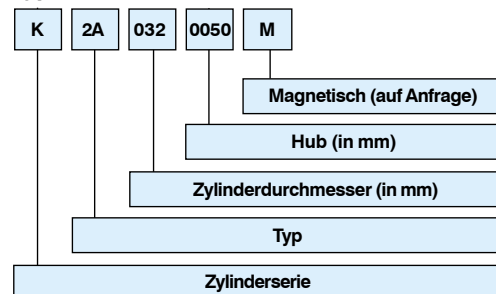 K 2A 032 0050 M
Magnetisch (auf Anfrage)
Hub (in mm)
Zylinderdurchmesser (in mm)
Typ
Zylinderserie